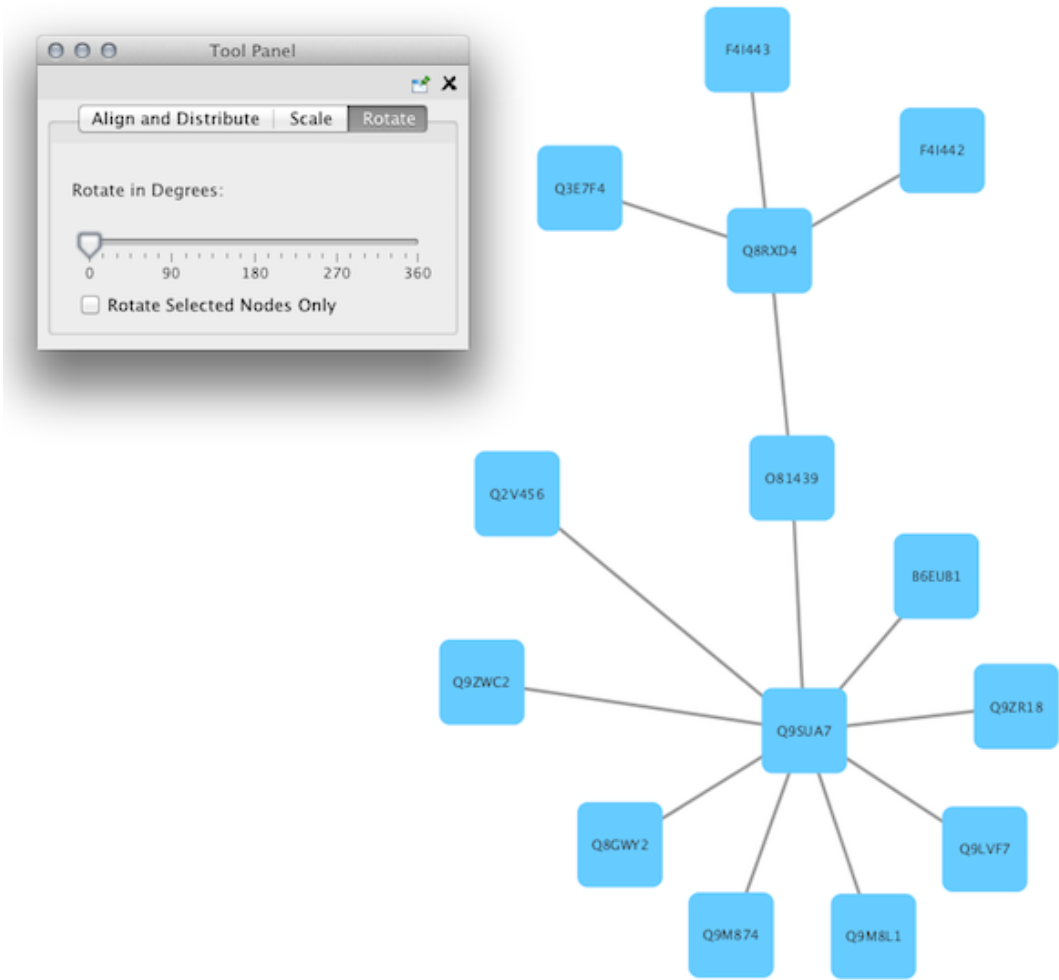 Tool Panel
Align and Distribute Scale Rotate
Rotate in Degrees:
0 90 180 270 360
Rotate Selected Nodes Only
F4I443
F4I442
Q3E7F4
Q8RXD4
O81439
Q2V456
B6EUB1
Q9ZWC2
Q9ZR18
Q9SUA7
Q8GWY2
Q9LVF7
Q9M874
Q9M8L1